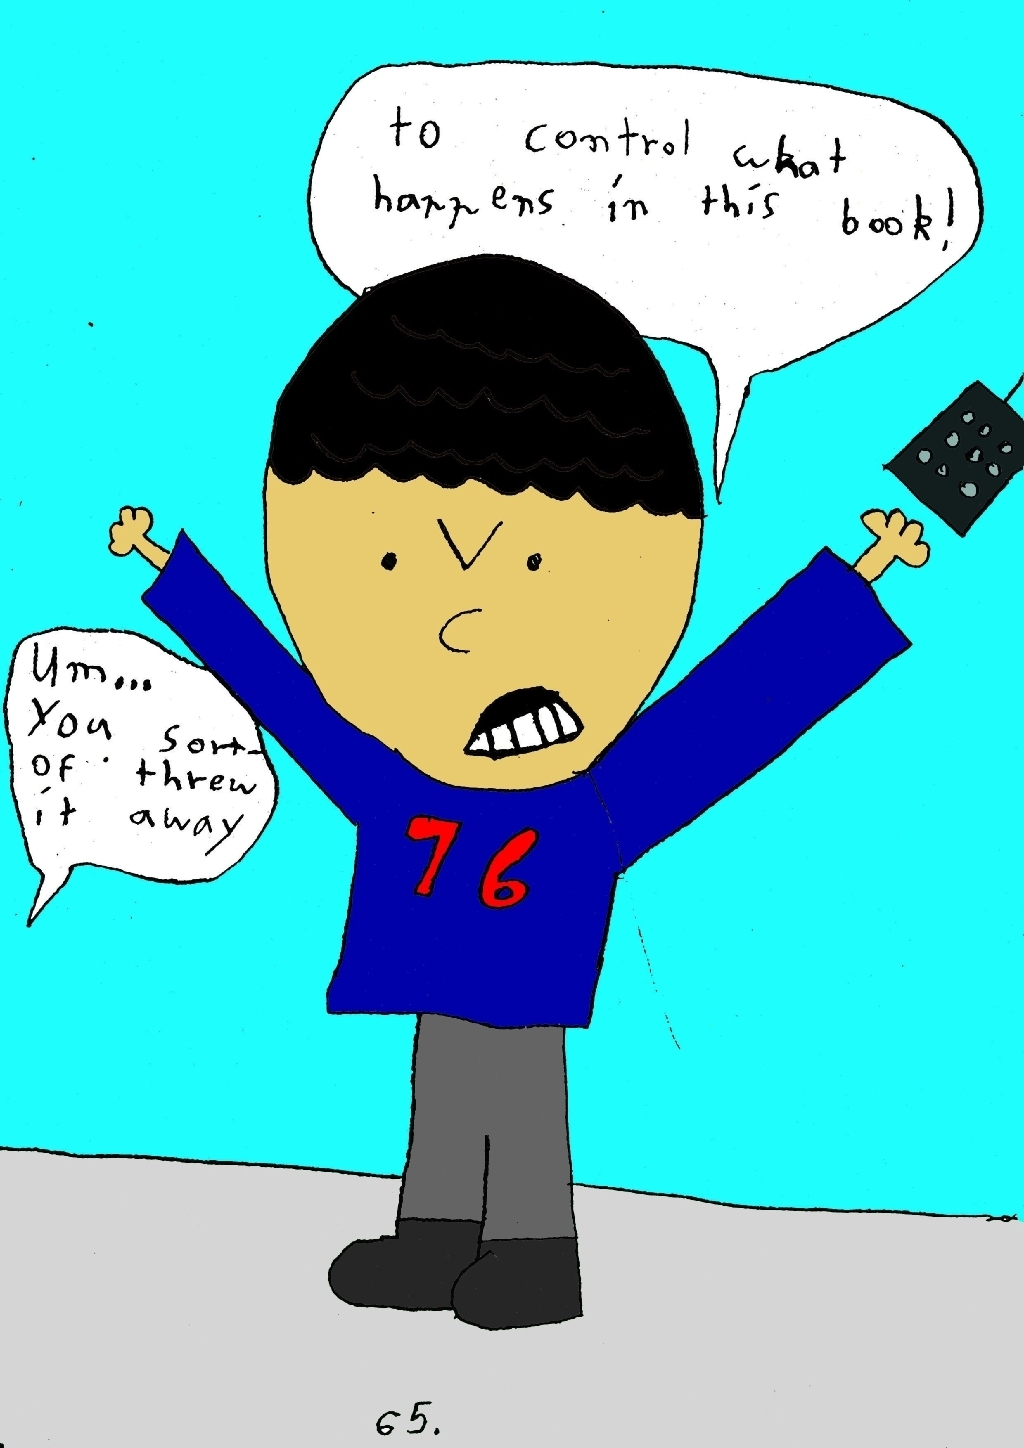 to control what
happens in this book!
Um...
You sort
of threw
it away
76
65.